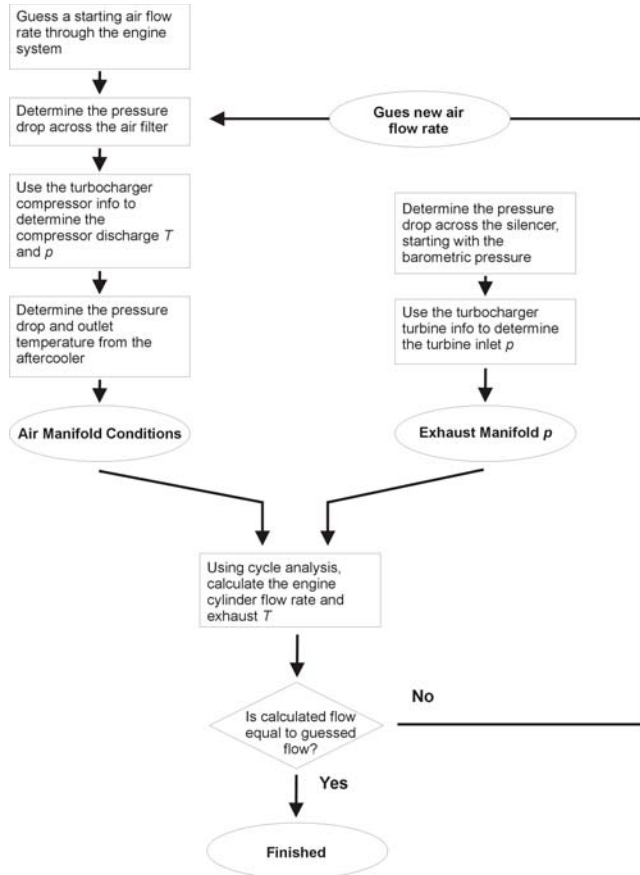 Guess a starting air flow
rate through the engine
system
Determine the pressure
drop across the air filter
Gues new air
flow rate
Use the turbocharger
compressor info to
determine the
compressor discharge T
and p
Determine the pressure
drop across the silencer,
starting with the
barometric pressure
Determine the pressure
drop and outlet
temperature from the
aftercooler
Use the turbocharger
turbine info to determine
the turbine inlet p
Air Manifold Conditions
Exhaust Manifold p
Using cycle analysis,
calculate the engine
cylinder flow rate and
exhaust T
Is calculated flow
equal to guessed
flow?
No
Yes
Finished